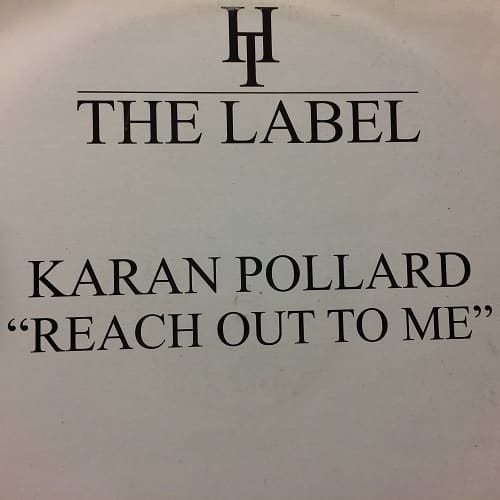 HT
THE LABEL
KARAN POLLARD
“REACH OUT TO ME”